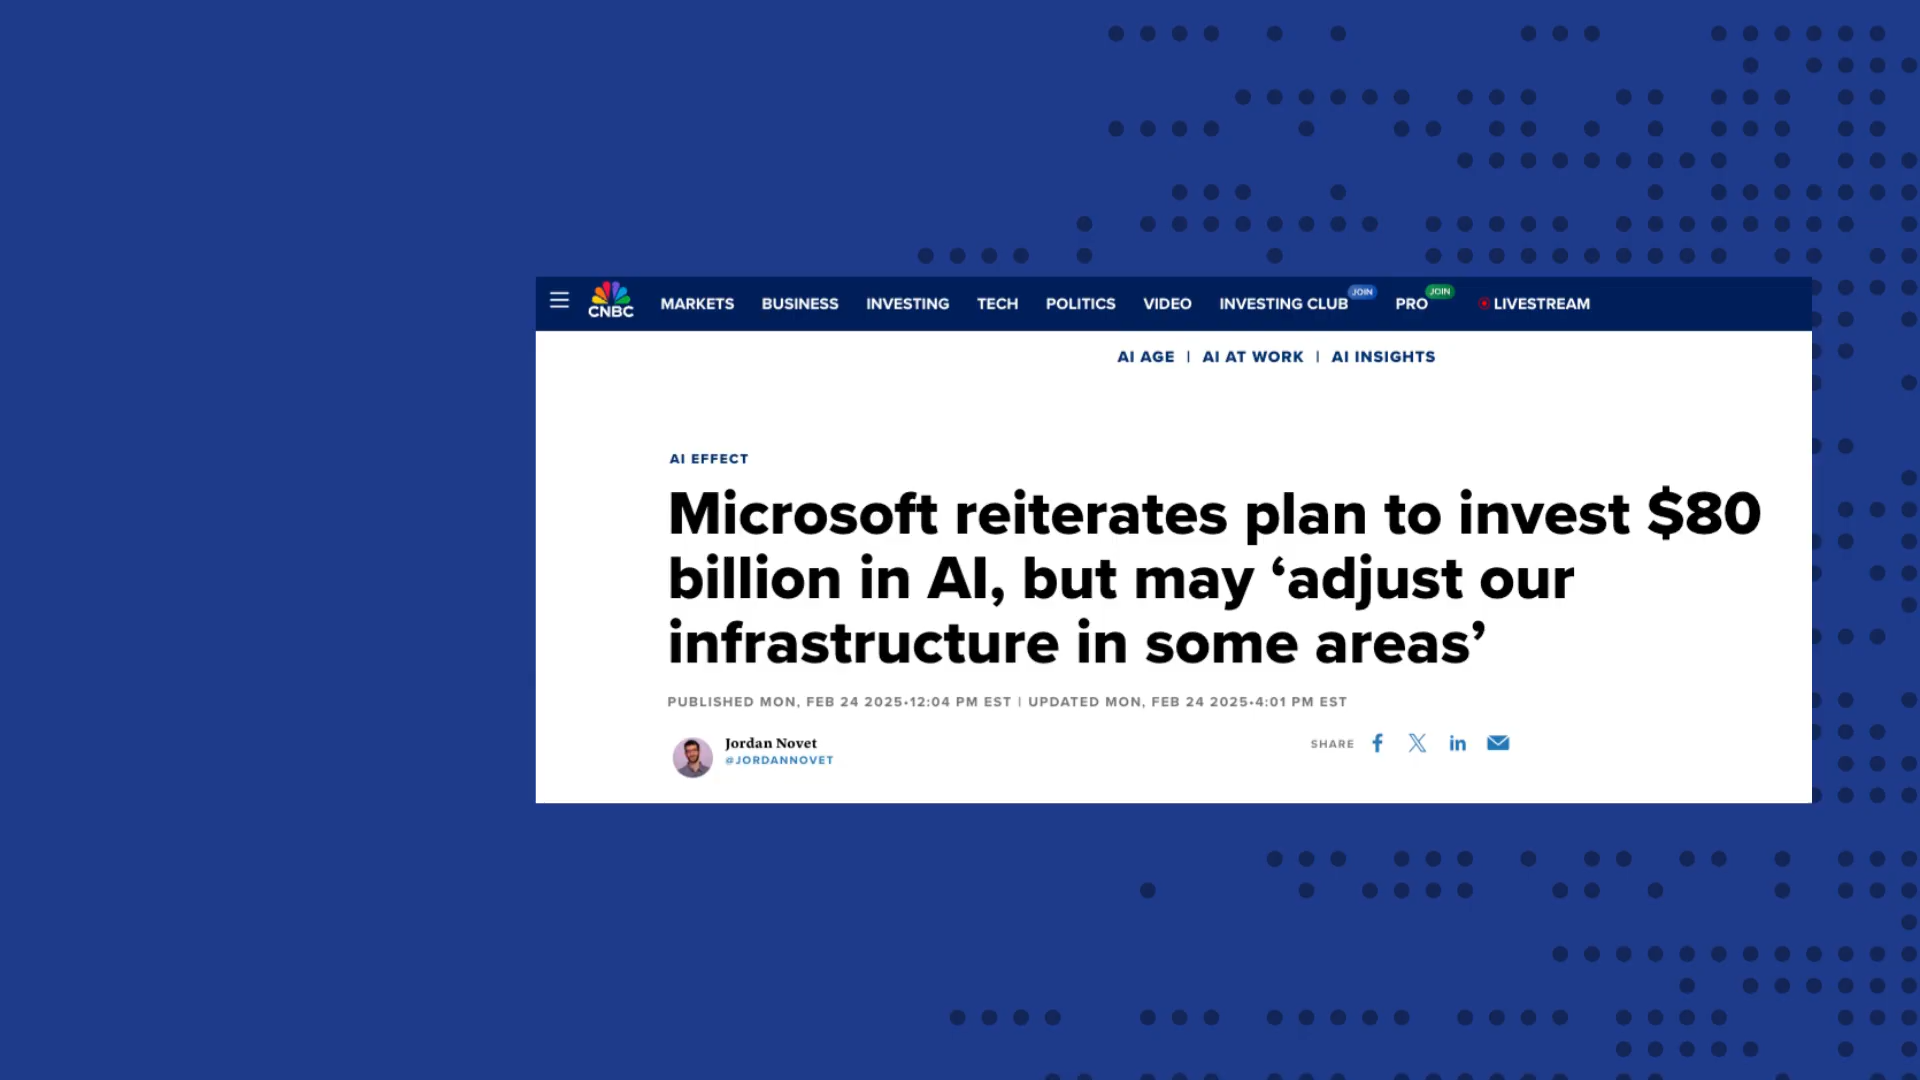 CNBC MARKETS BUSINESS INVESTING TECH POLITICS VIDEO INVESTING CLUB JOIN PRO JOIN LIVESTREAM
AI AGE | AI AT WORK | AI INSIGHTS
AI EFFECT
Microsoft reiterates plan to invest $80
billion in AI, but may ‘adjust our
infrastructure in some areas’
PUBLISHED MON, FEB 24 2025•12:04 PM EST | UPDATED MON, FEB 24 2025•4:01 PM EST
Jordan Novet
@JORDANNOVET
SHARE